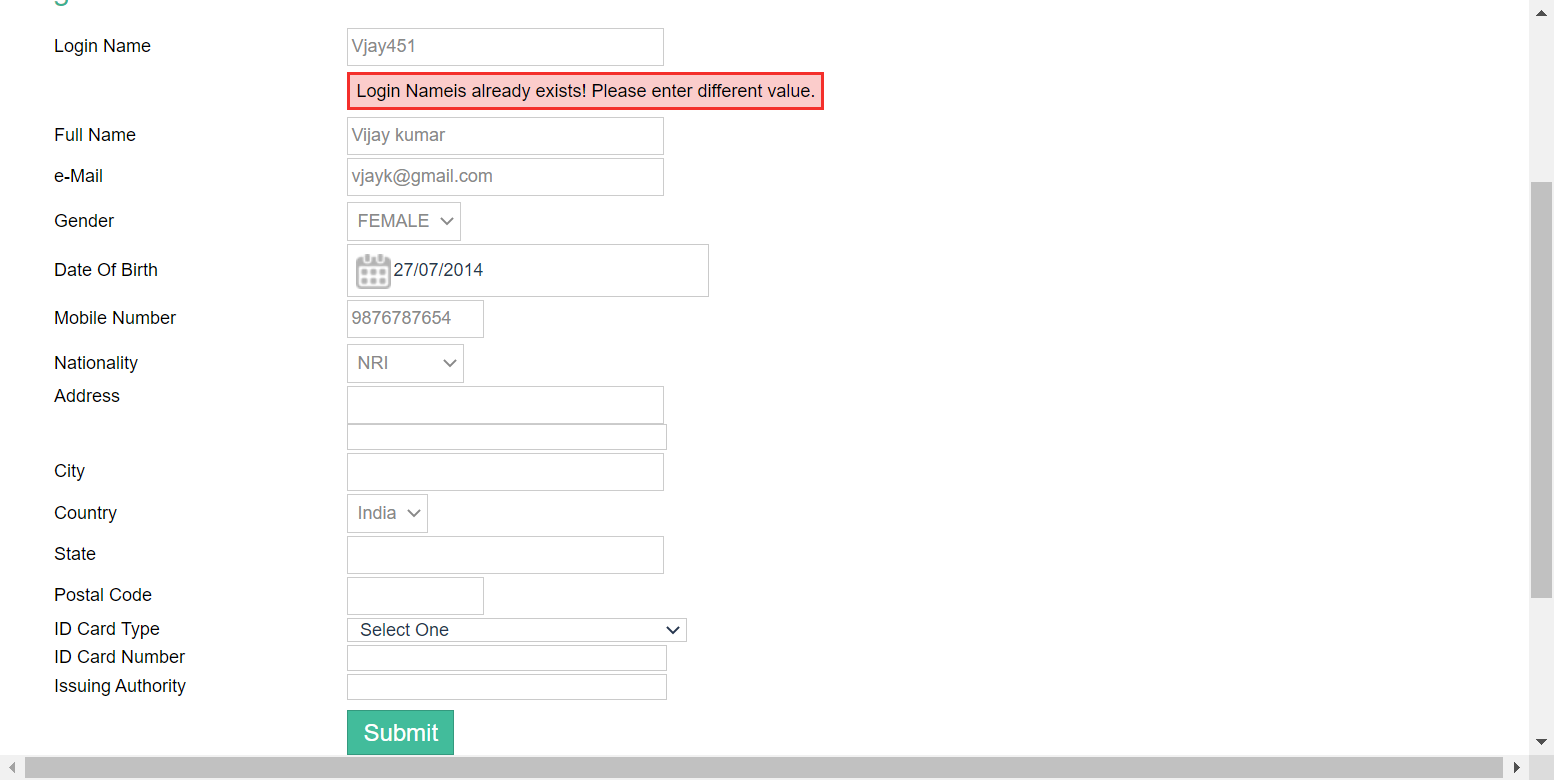 Login Name Vjay451
Login Nameis already exists! Please enter different value.
Full Name Vijay kumar
e-Mail vjayk@gmail.com
Gender FEMALE
Date Of Birth 27/07/2014
Mobile Number 9876787654
Nationality NRI
Address
City
Country India
State
Postal Code
ID Card Type Select One
ID Card Number
Issuing Authority
Submit